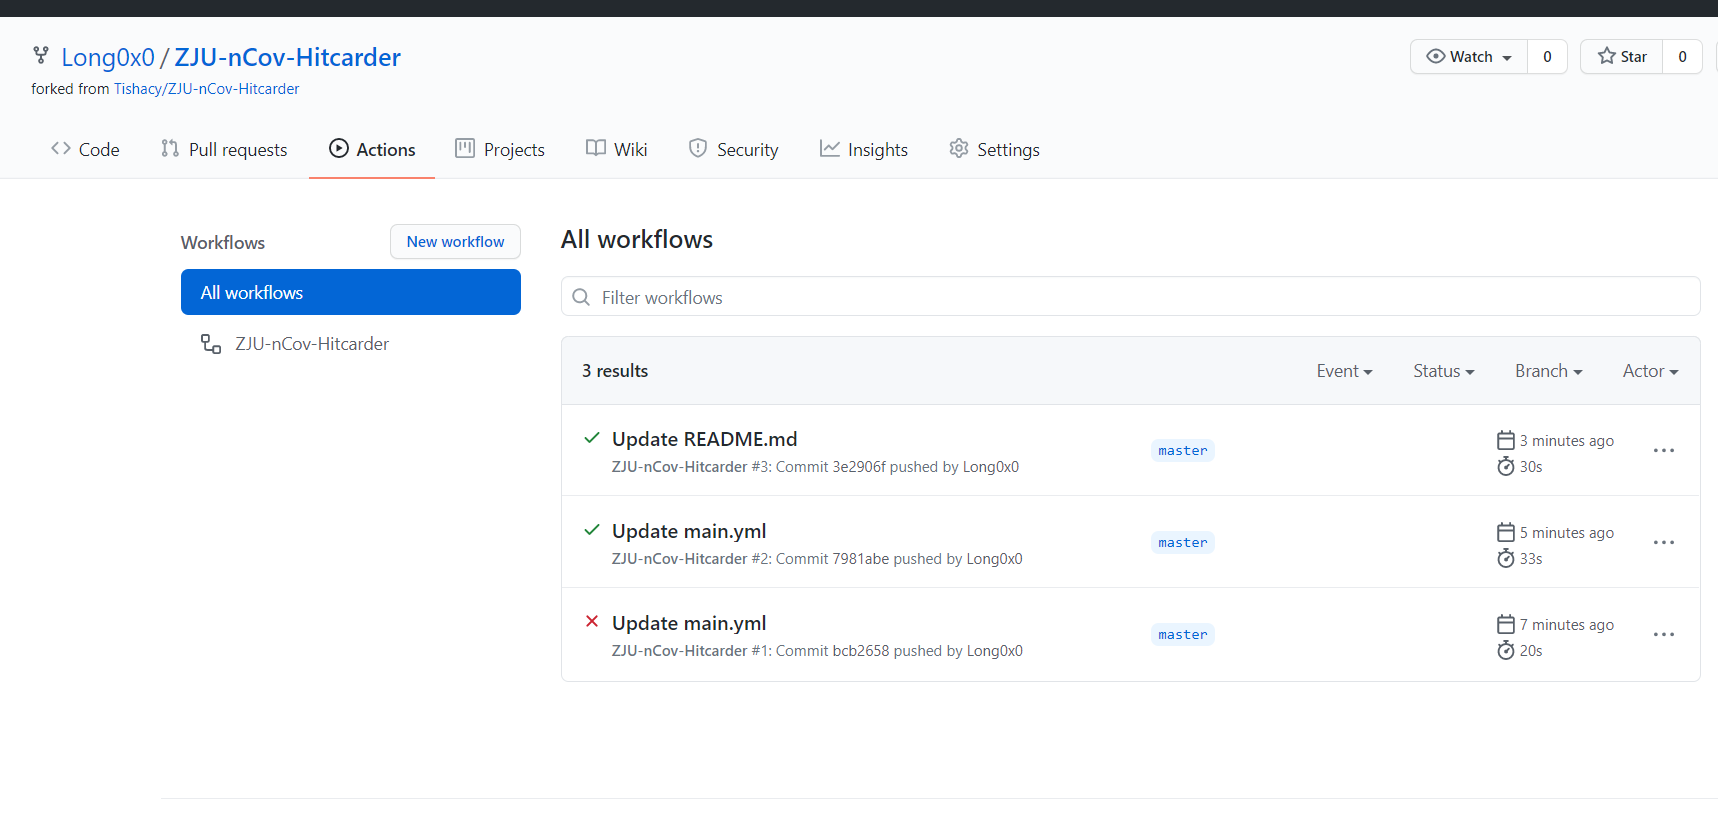 Long0x0 / ZJU-nCov-Hitcarder
forked from Tishacy/ZJU-nCov-Hitcarder
Watch 0 Star 0
Code Pull requests Actions Projects Wiki Security Insights Settings
Workflows
New workflow
All workflows
ZJU-nCov-Hitcarder
All workflows
Filter workflows
3 results Event Status Branch Actor
Update README.md
ZJU-nCov-Hitcarder #3: Commit 3e2906f pushed by Long0x0
master
3 minutes ago
30s
Update main.yml
ZJU-nCov-Hitcarder #2: Commit 7981abe pushed by Long0x0
master
5 minutes ago
33s
Update main.yml
ZJU-nCov-Hitcarder #1: Commit bcb2658 pushed by Long0x0
master
7 minutes ago
20s